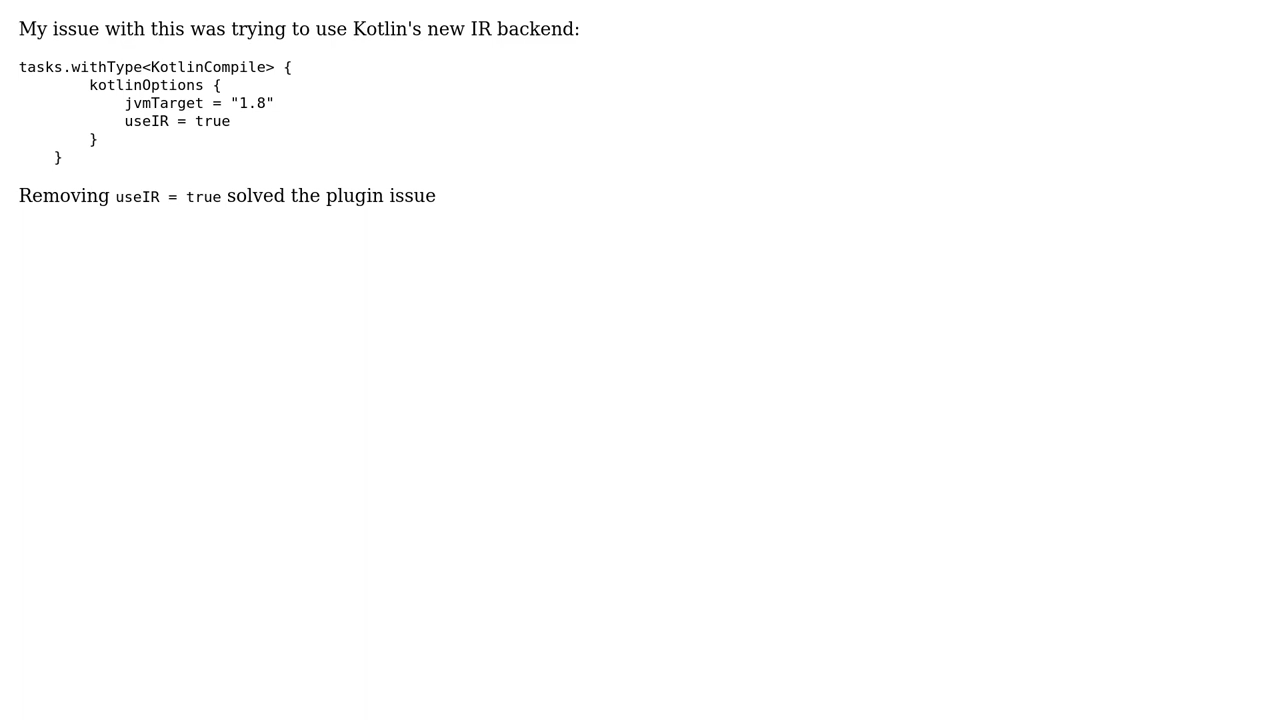 My issue with this was trying to use Kotlin's new IR backend:
tasks.withType<KotlinCompile> {
        kotlinOptions {
            jvmTarget = "1.8"
            useIR = true
        }
    }
Removing useIR = true solved the plugin issue